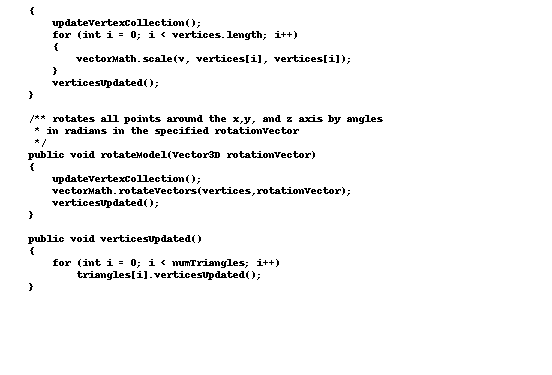 {
    updateVertexCollection();
    for (int i = 0; i < vertices.length; i++)
    {
        vectorMath.scale(v, vertices[i], vertices[i]);
    }
    verticesUpdated();
}

/** rotates all points around the x,y, and z axis by angles
 * in radians in the specified rotationVector
 */
public void rotateModel(Vector3D rotationVector)
{
    updateVertexCollection();
    vectorMath.rotateVectors(vertices,rotationVector);
    verticesUpdated();
}

public void verticesUpdated()
{
    for (int i = 0; i < numTriangles; i++)
        triangles[i].verticesUpdated();
}